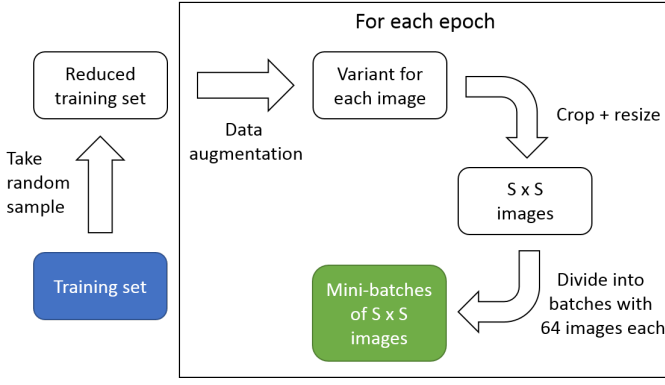 For each epoch
Reduced
training set
Data
augmentation
Variant for
each image
Crop + resize
Take
random
sample
S x S
images
Training set
Mini-batches
of S x S
images
Divide into
batches with
64 images each